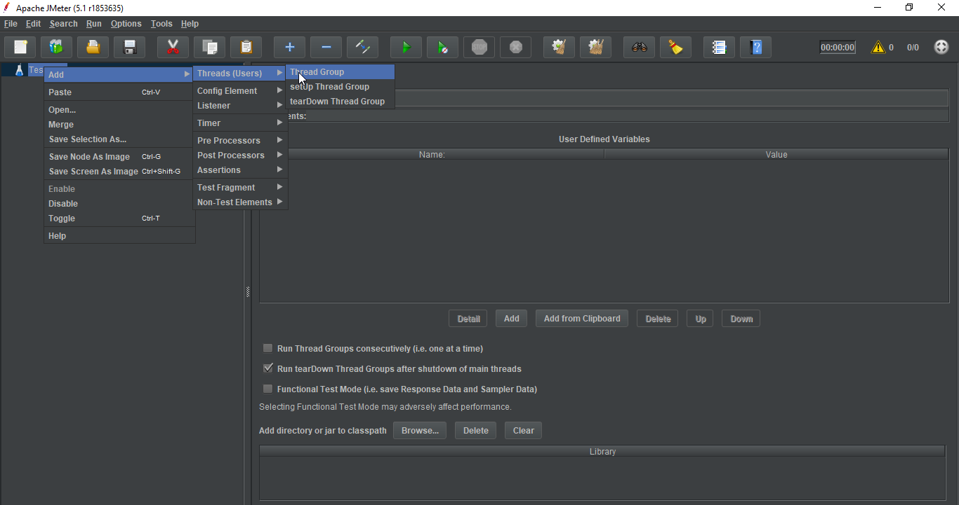 Apache JMeter (5.1 r1853635)
File Edit Search Run Options Tools Help
00:00:00 0 0/0
Add
Paste Ctrl-V
Open...
Merge
Save Selection As...
Save Node As Image Ctrl-G
Save Screen As Image Ctrl+Shift-G
Enable
Disable
Toggle Ctrl-T
Help
Threads (Users)
Config Element
Listener
Timer
Pre Processors
Post Processors
Assertions
Test Fragment
Non-Test Elements
Thread Group
setUp Thread Group
tearDown Thread Group
User Defined Variables
Name: Value
Detail Add Add from Clipboard Delete Up Down
Run Thread Groups consecutively (i.e. one at a time)
Run tearDown Thread Groups after shutdown of main threads
Functional Test Mode (i.e. save Response Data and Sampler Data)
Selecting Functional Test Mode may adversely affect performance.
Add directory or jar to classpath Browse... Delete Clear
Library